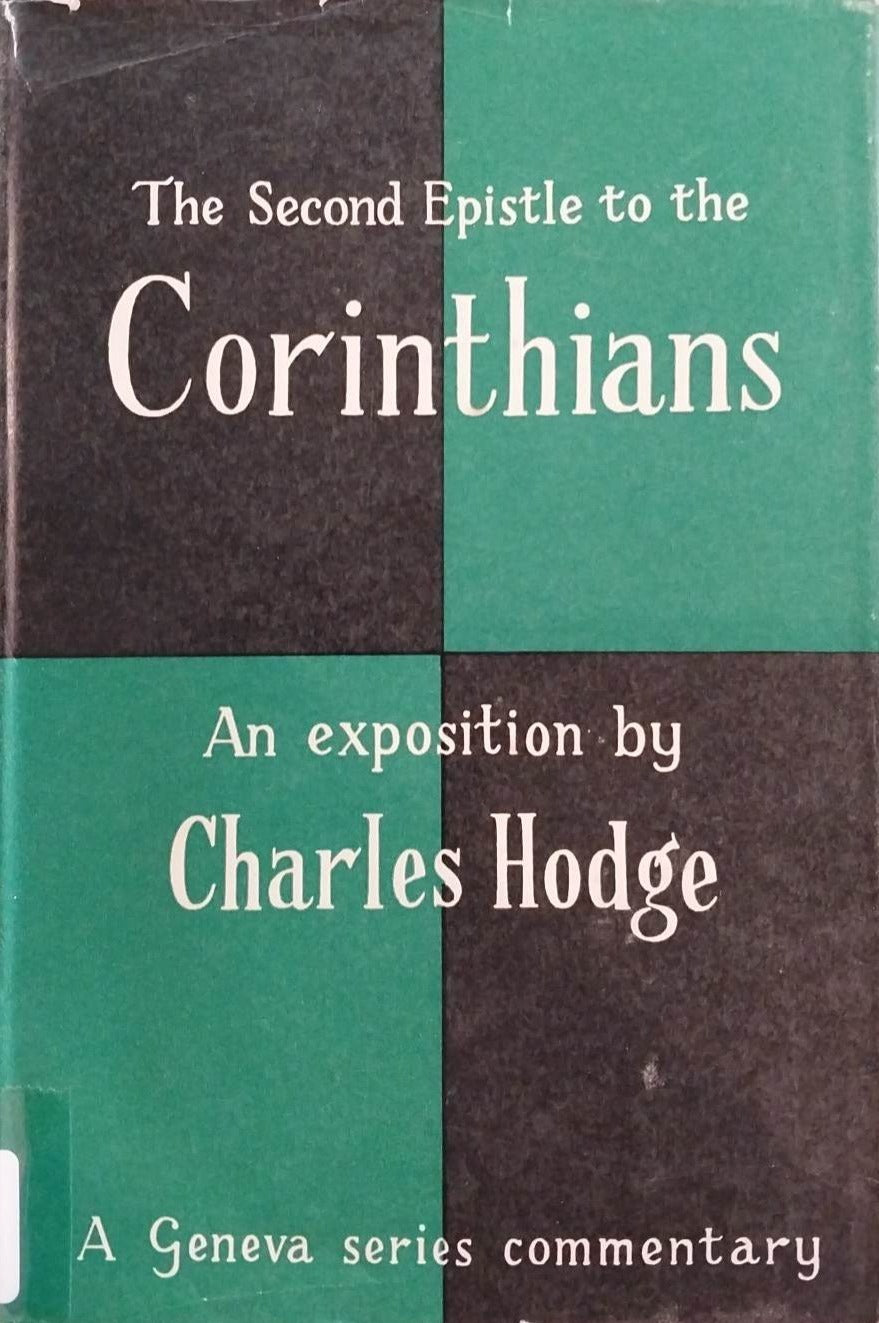 The Second Epistle to the
Corinthians
An exposition by
Charles Hodge
A Geneva series commentary